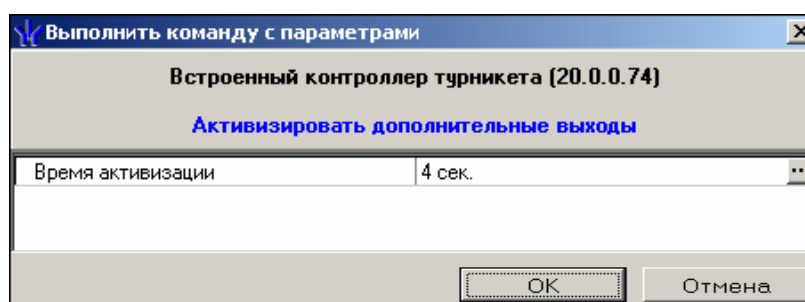 Выполнить команду с параметрами
Встроенный контроллер турникета (20.0.0.74)
Активизировать дополнительные выходы
Время активизации 4 сек.
OK Отмена